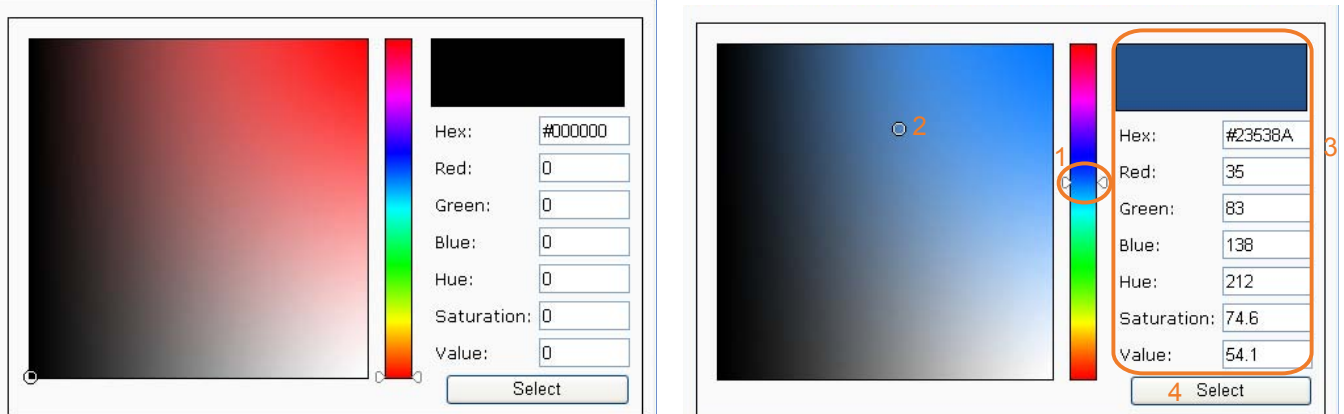 Hex: #000000
Red: 0
Green: 0
Blue: 0
Hue: 0
Saturation: 0
Value: 0
Select
1
2
3
Hex: #23538A
Red: 35
Green: 83
Blue: 138
Hue: 212
Saturation: 74.6
Value: 54.1
4 Select